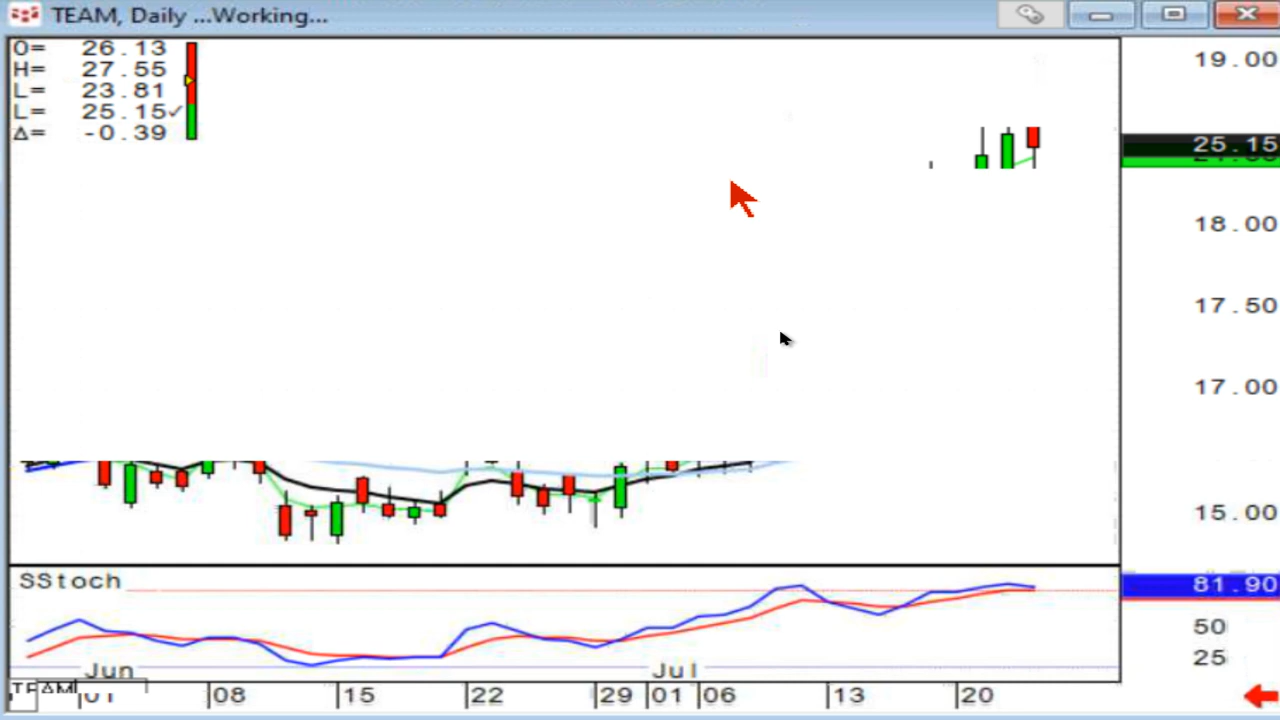 TEAM, Daily ...Working...
O= 26.13
H= 27.55
L= 23.81
L= 25.15✓
Δ= -0.39
19.00
25.15
18.00
17.50
17.00
15.00
SStoch
81.90
50
25
Jun Jul
TEAM 01 08 15 22 29 01 06 13 20